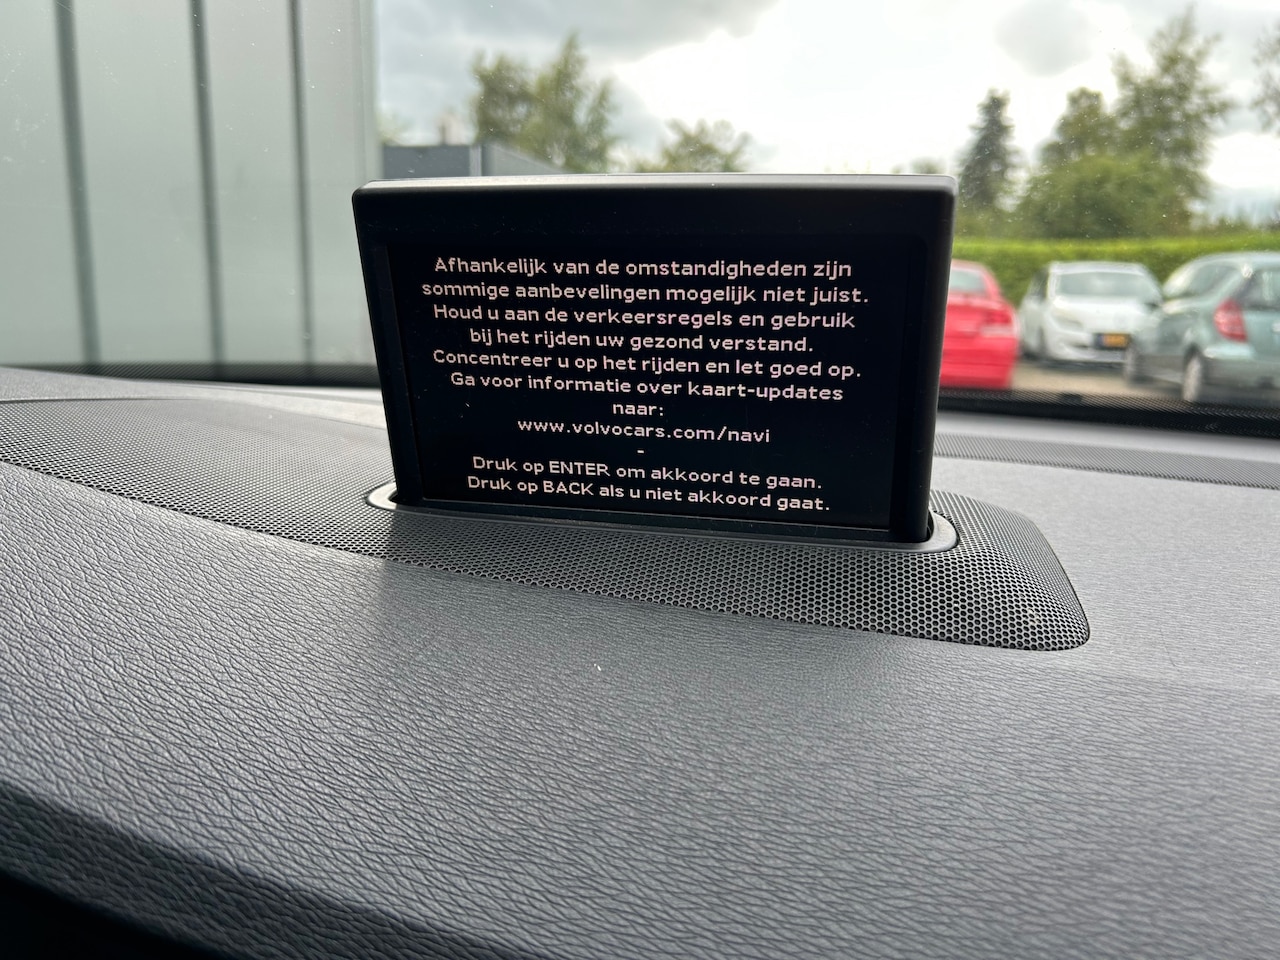 Afhankelijk van de omstandigheden zijn
sommige aanbevelingen mogelijk niet juist.
Houd u aan de verkeersregels en gebruik
bij het rijden uw gezond verstand.
Concentreer u op het rijden en let goed op.
Ga voor informatie over kaart-updates
naar:
www.volvocars.com/navi
-
Druk op ENTER om akkoord te gaan.
Druk op BACK als u niet akkoord gaat.